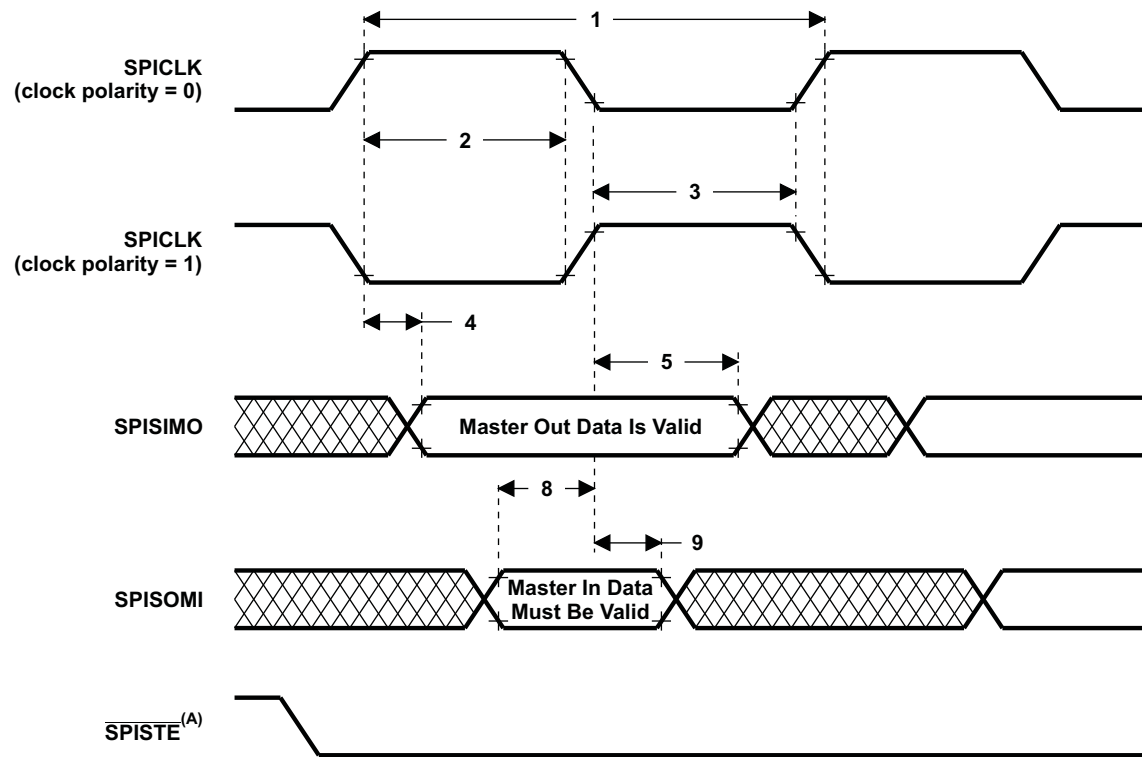 1
SPICLK
(clock polarity = 0)
2
3
SPICLK
(clock polarity = 1)
4
5
SPISIMO
Master Out Data Is Valid
8
9
SPISOMI
Master In Data
Must Be Valid
SPISTE(A)